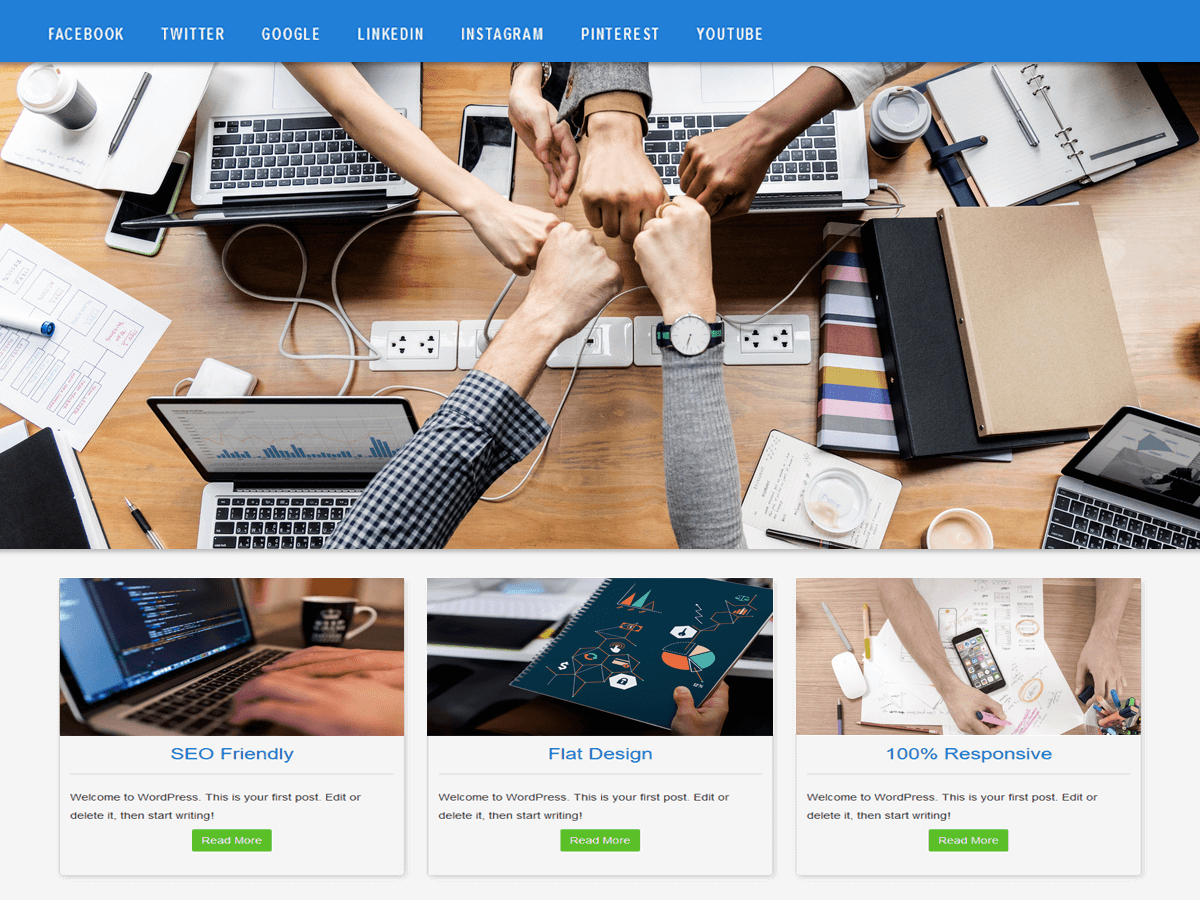 FACEBOOK TWITTER GOOGLE LINKEDIN INSTAGRAM PINTEREST YOUTUBE
SEO Friendly
Welcome to WordPress. This is your first post. Edit or
delete it, then start writing!
Read More
Flat Design
Welcome to WordPress. This is your first post. Edit or
delete it, then start writing!
Read More
100% Responsive
Welcome to WordPress. This is your first post. Edit or
delete it, then start writing!
Read More